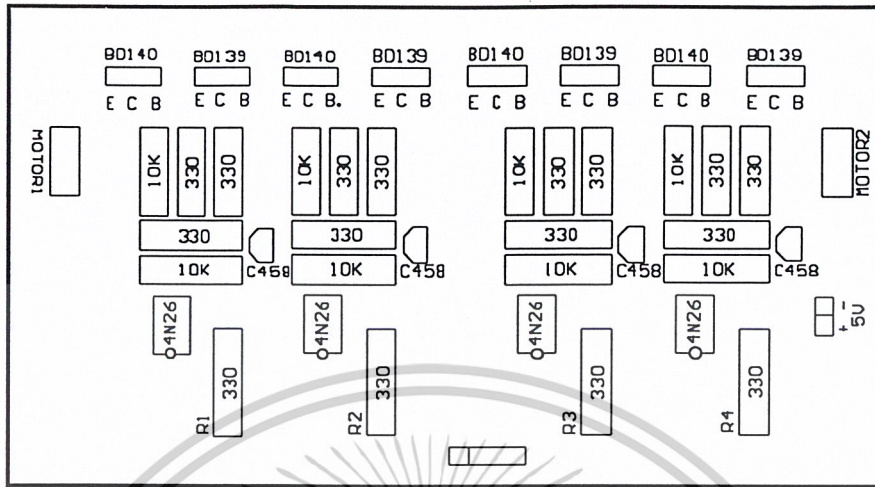 BD140 BD139 BD140 BD139 BD140 BD139 BD140 BD139
E C B E C B E C B. E C B E C B E C B E C B E C B
MOTOR1
10K 330 330 10K 330 330 10K 330 330 10K 330 330
MOTOR2
330 330 330 330
10K C458 10K C458 10K C458 10K C458
4N26 4N26 4N26 4N26
- + 5V
R1 330 R2 330 R3 330 R4 330